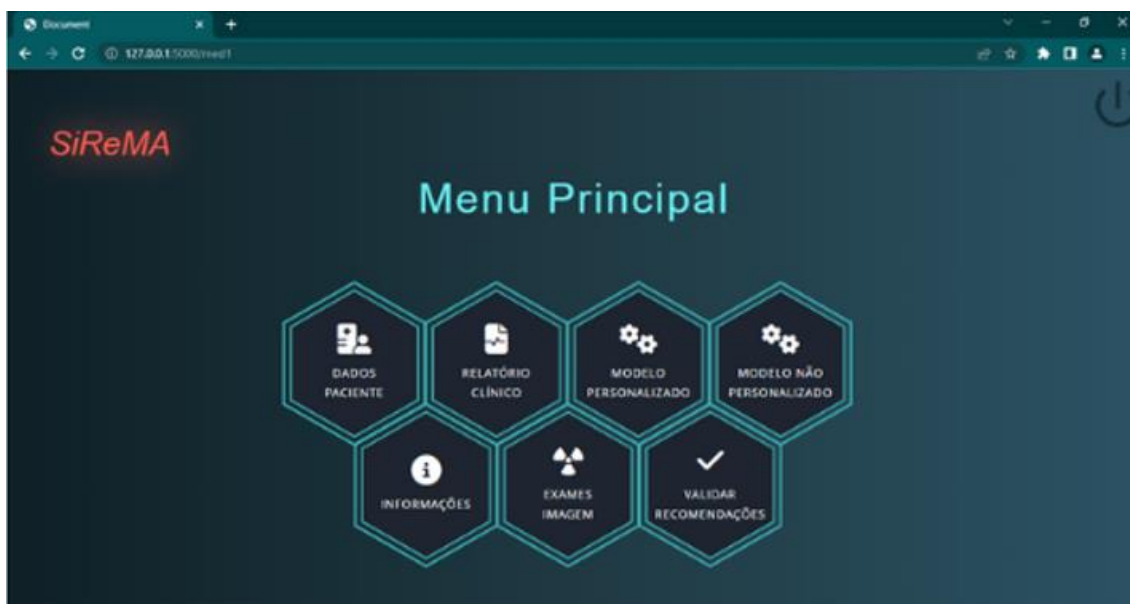 Document
127.0.0.1:5000/med1
SiReMA
Menu Principal
DADOS
PACIENTE
RELATÓRIO
CLÍNICO
MODELO
PERSONALIZADO
MODELO NÃO
PERSONALIZADO
INFORMAÇÕES
EXAMES
IMAGEM
VALIDAR
RECOMENDAÇÕES